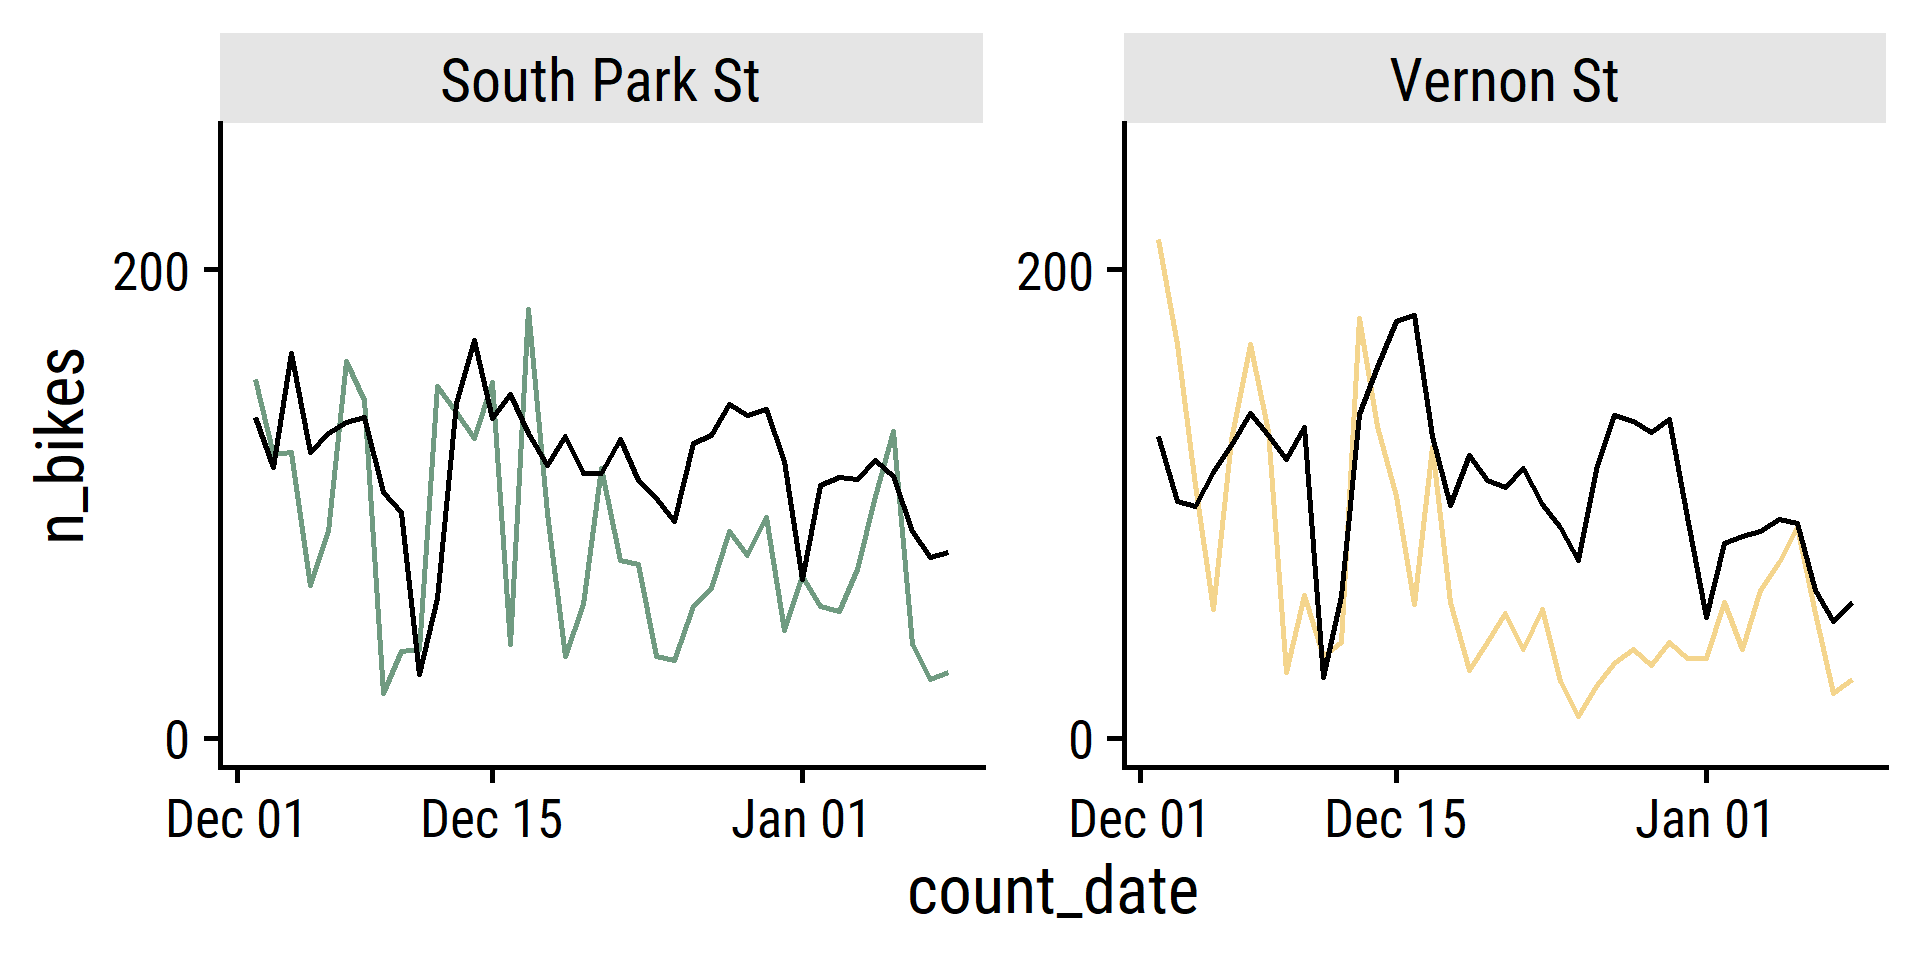 South Park St
Vernon St
n_bikes
200
0
200
0
Dec 01
Dec 15
Jan 01
Dec 01
Dec 15
Jan 01
count_date